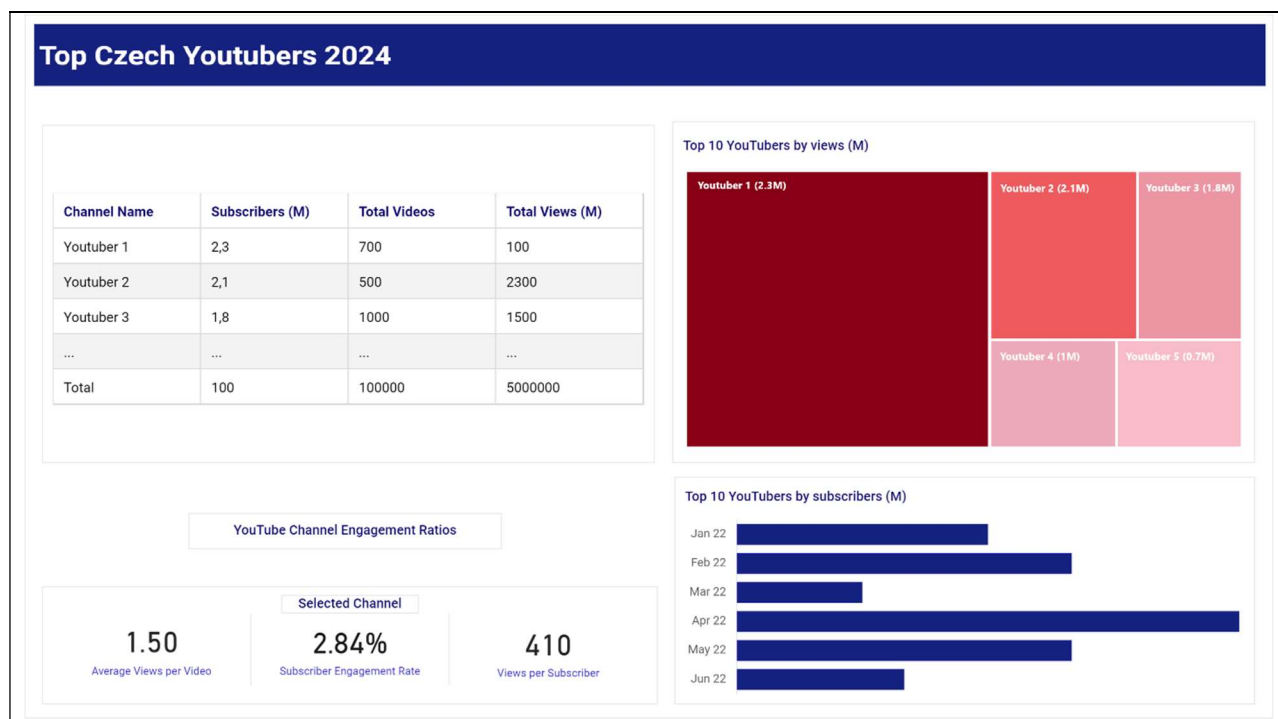 Top Czech Youtubers 2024
Channel Name Subscribers (M) Total Videos Total Views (M)
Youtuber 1 2,3 700 100
Youtuber 2 2,1 500 2300
Youtuber 3 1,8 1000 1500
... ... ... ...
Total 100 100000 5000000
Top 10 YouTubers by views (M)
Youtuber 1 (2.3M)
Youtuber 2 (2.1M)
Youtuber 3 (1.8M)
Youtuber 4 (1M)
Youtuber 5 (0.7M)
YouTube Channel Engagement Ratios
Selected Channel
1.50
Average Views per Video
2.84%
Subscriber Engagement Rate
410
Views per Subscriber
Top 10 YouTubers by subscribers (M)
Jan 22
Feb 22
Mar 22
Apr 22
May 22
Jun 22